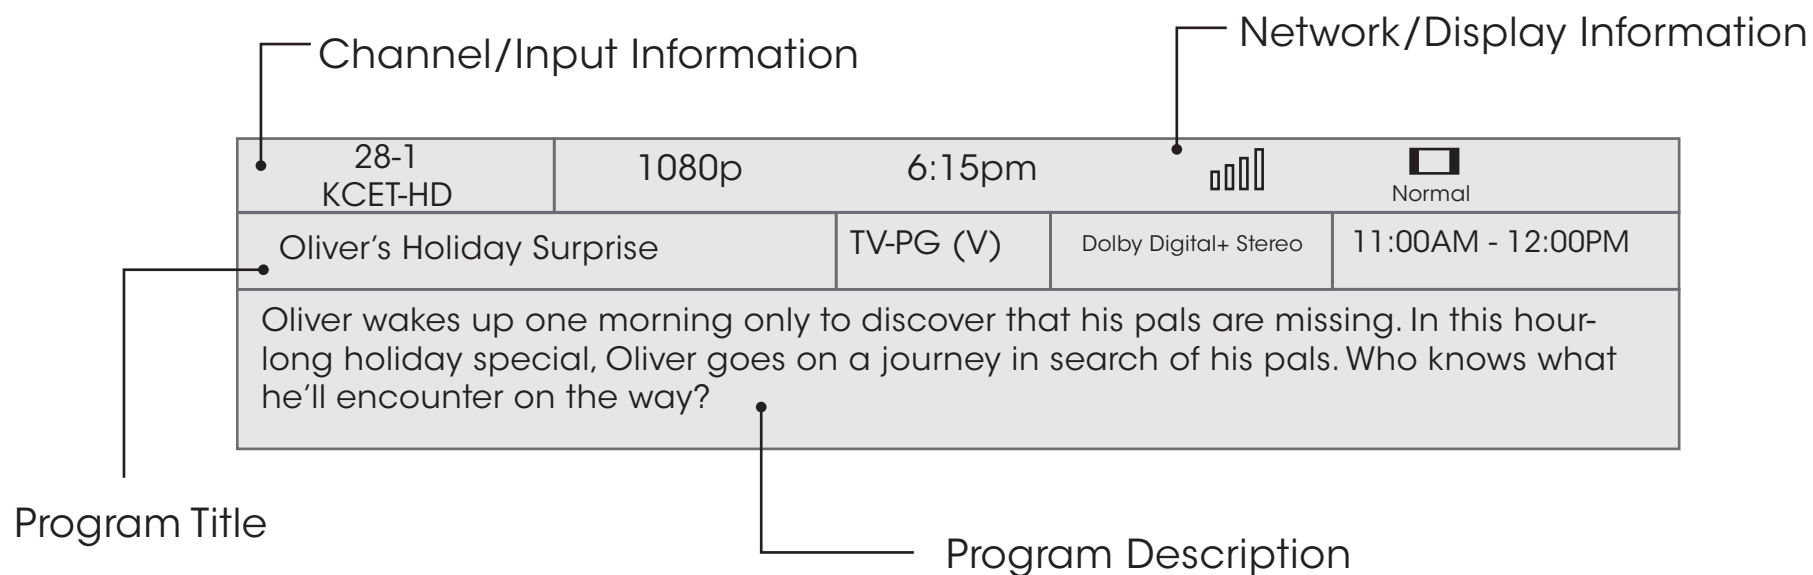 Channel/Input Information
Network/Display Information
28-1
KCET-HD
1080p
6:15pm
Normal
Oliver’s Holiday Surprise
TV-PG (V)
Dolby Digital+ Stereo
11:00AM - 12:00PM
Oliver wakes up one morning only to discover that his pals are missing. In this hour-
long holiday special, Oliver goes on a journey in search of his pals. Who knows what
he’ll encounter on the way?
Program Title
Program Description